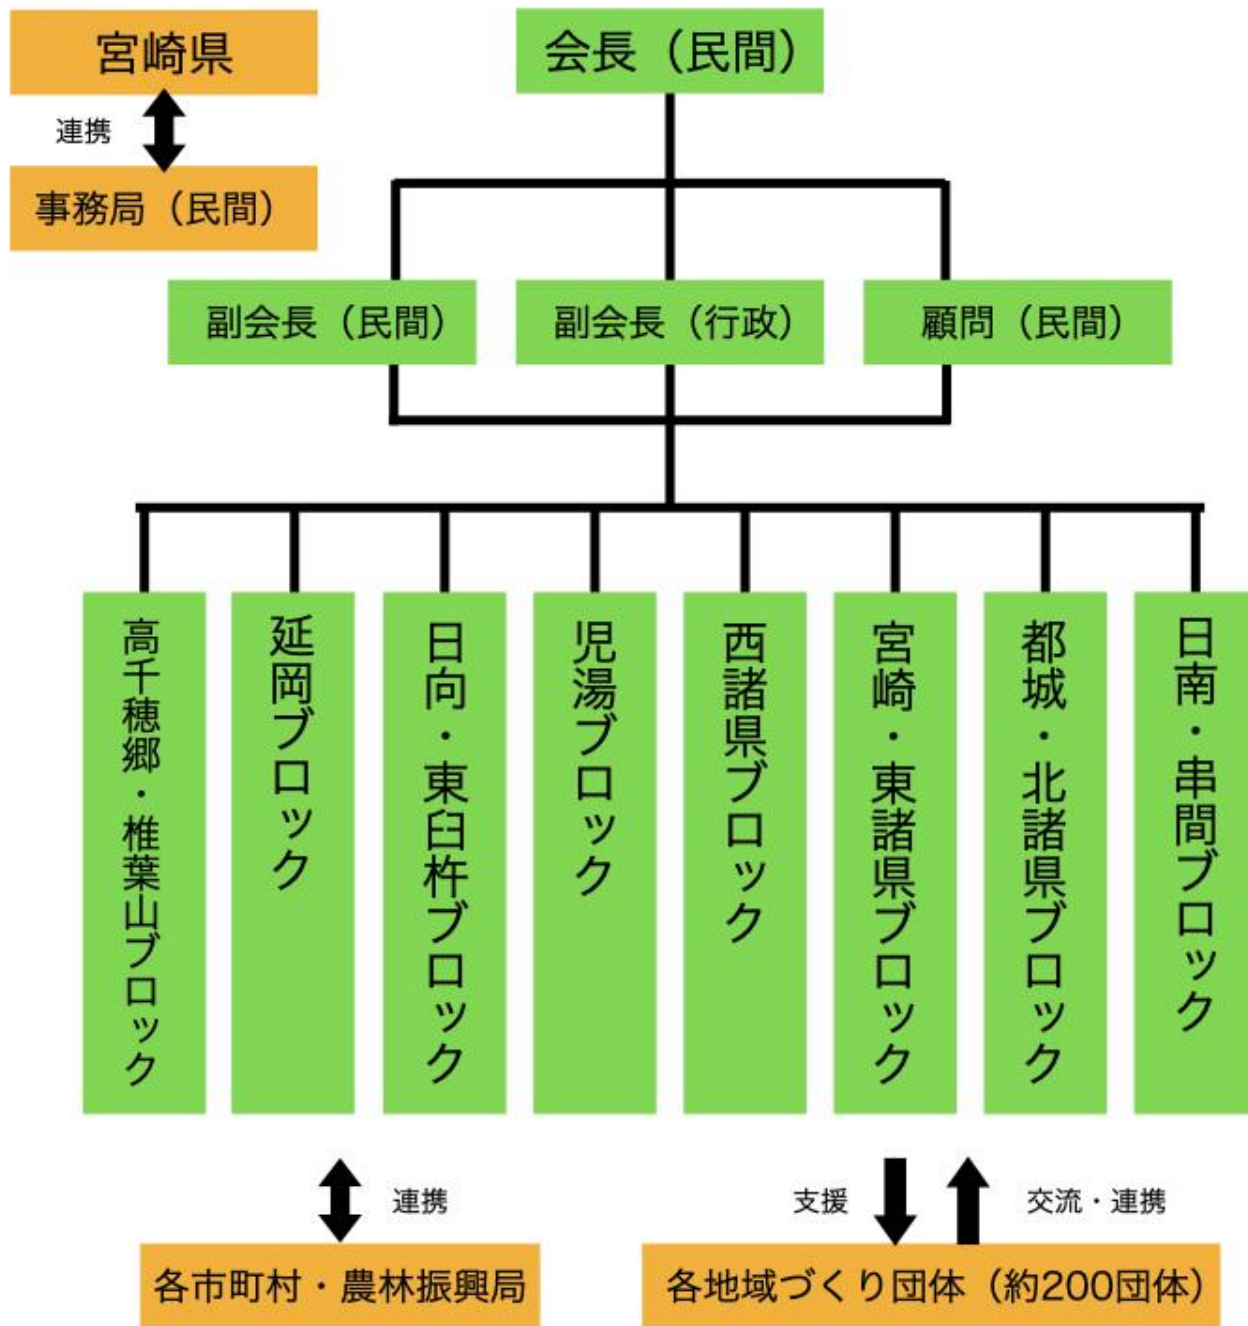 宮崎県
連携
事務局（民間）
会長（民間）
副会長（民間）
副会長（行政）
顧問（民間）
高千穂郷・椎葉山ブロック
延岡ブロック
日向・東臼杵ブロック
児湯ブロック
西諸県ブロック
宮崎・東諸県ブロック
都城・北諸県ブロック
日南・串間ブロック
連携
各市町村・農林振興局
支援
交流・連携
各地域づくり団体（約200団体）